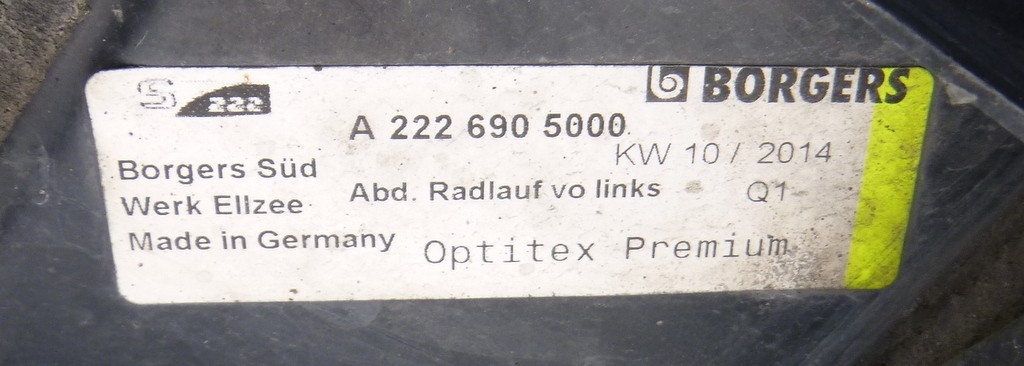 S 222
BORGERS
A 222 690 5000
KW 10 / 2014
Borgers Süd
Abd. Radlauf vo links
Q1
Werk Ellzee
Made in Germany
Optitex Premium